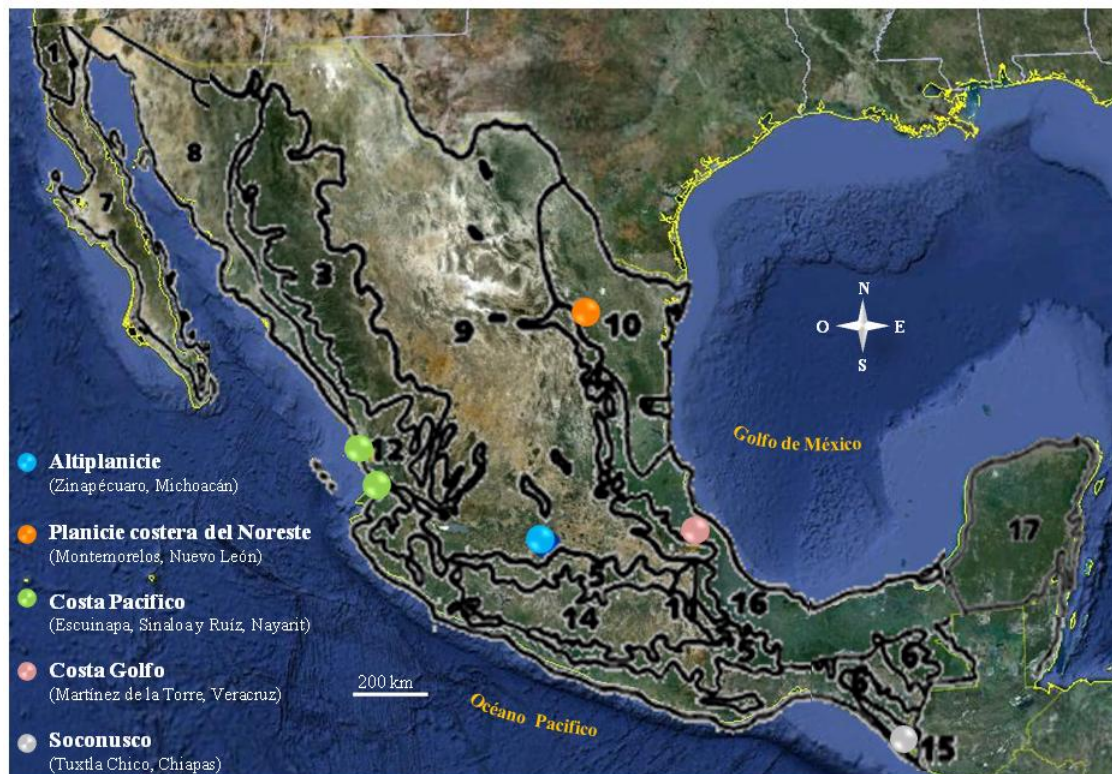 1
8
7
3
9
10
N
O
E
S
Golfo de México
12
Altiplanicie
(Zinapécuaro, Michoacán)
17
Planicie costera del Noreste
(Montemorelos, Nuevo León)
5
14
11
16
Costa Pacifico
(Escuinapa, Sinaloa y Ruíz, Nayarit)
5
6
6
Costa Golfo
(Martínez de la Torre, Veracruz)
200 km
Océano Pacifico
15
Soconusco
(Tuxtla Chico, Chiapas)